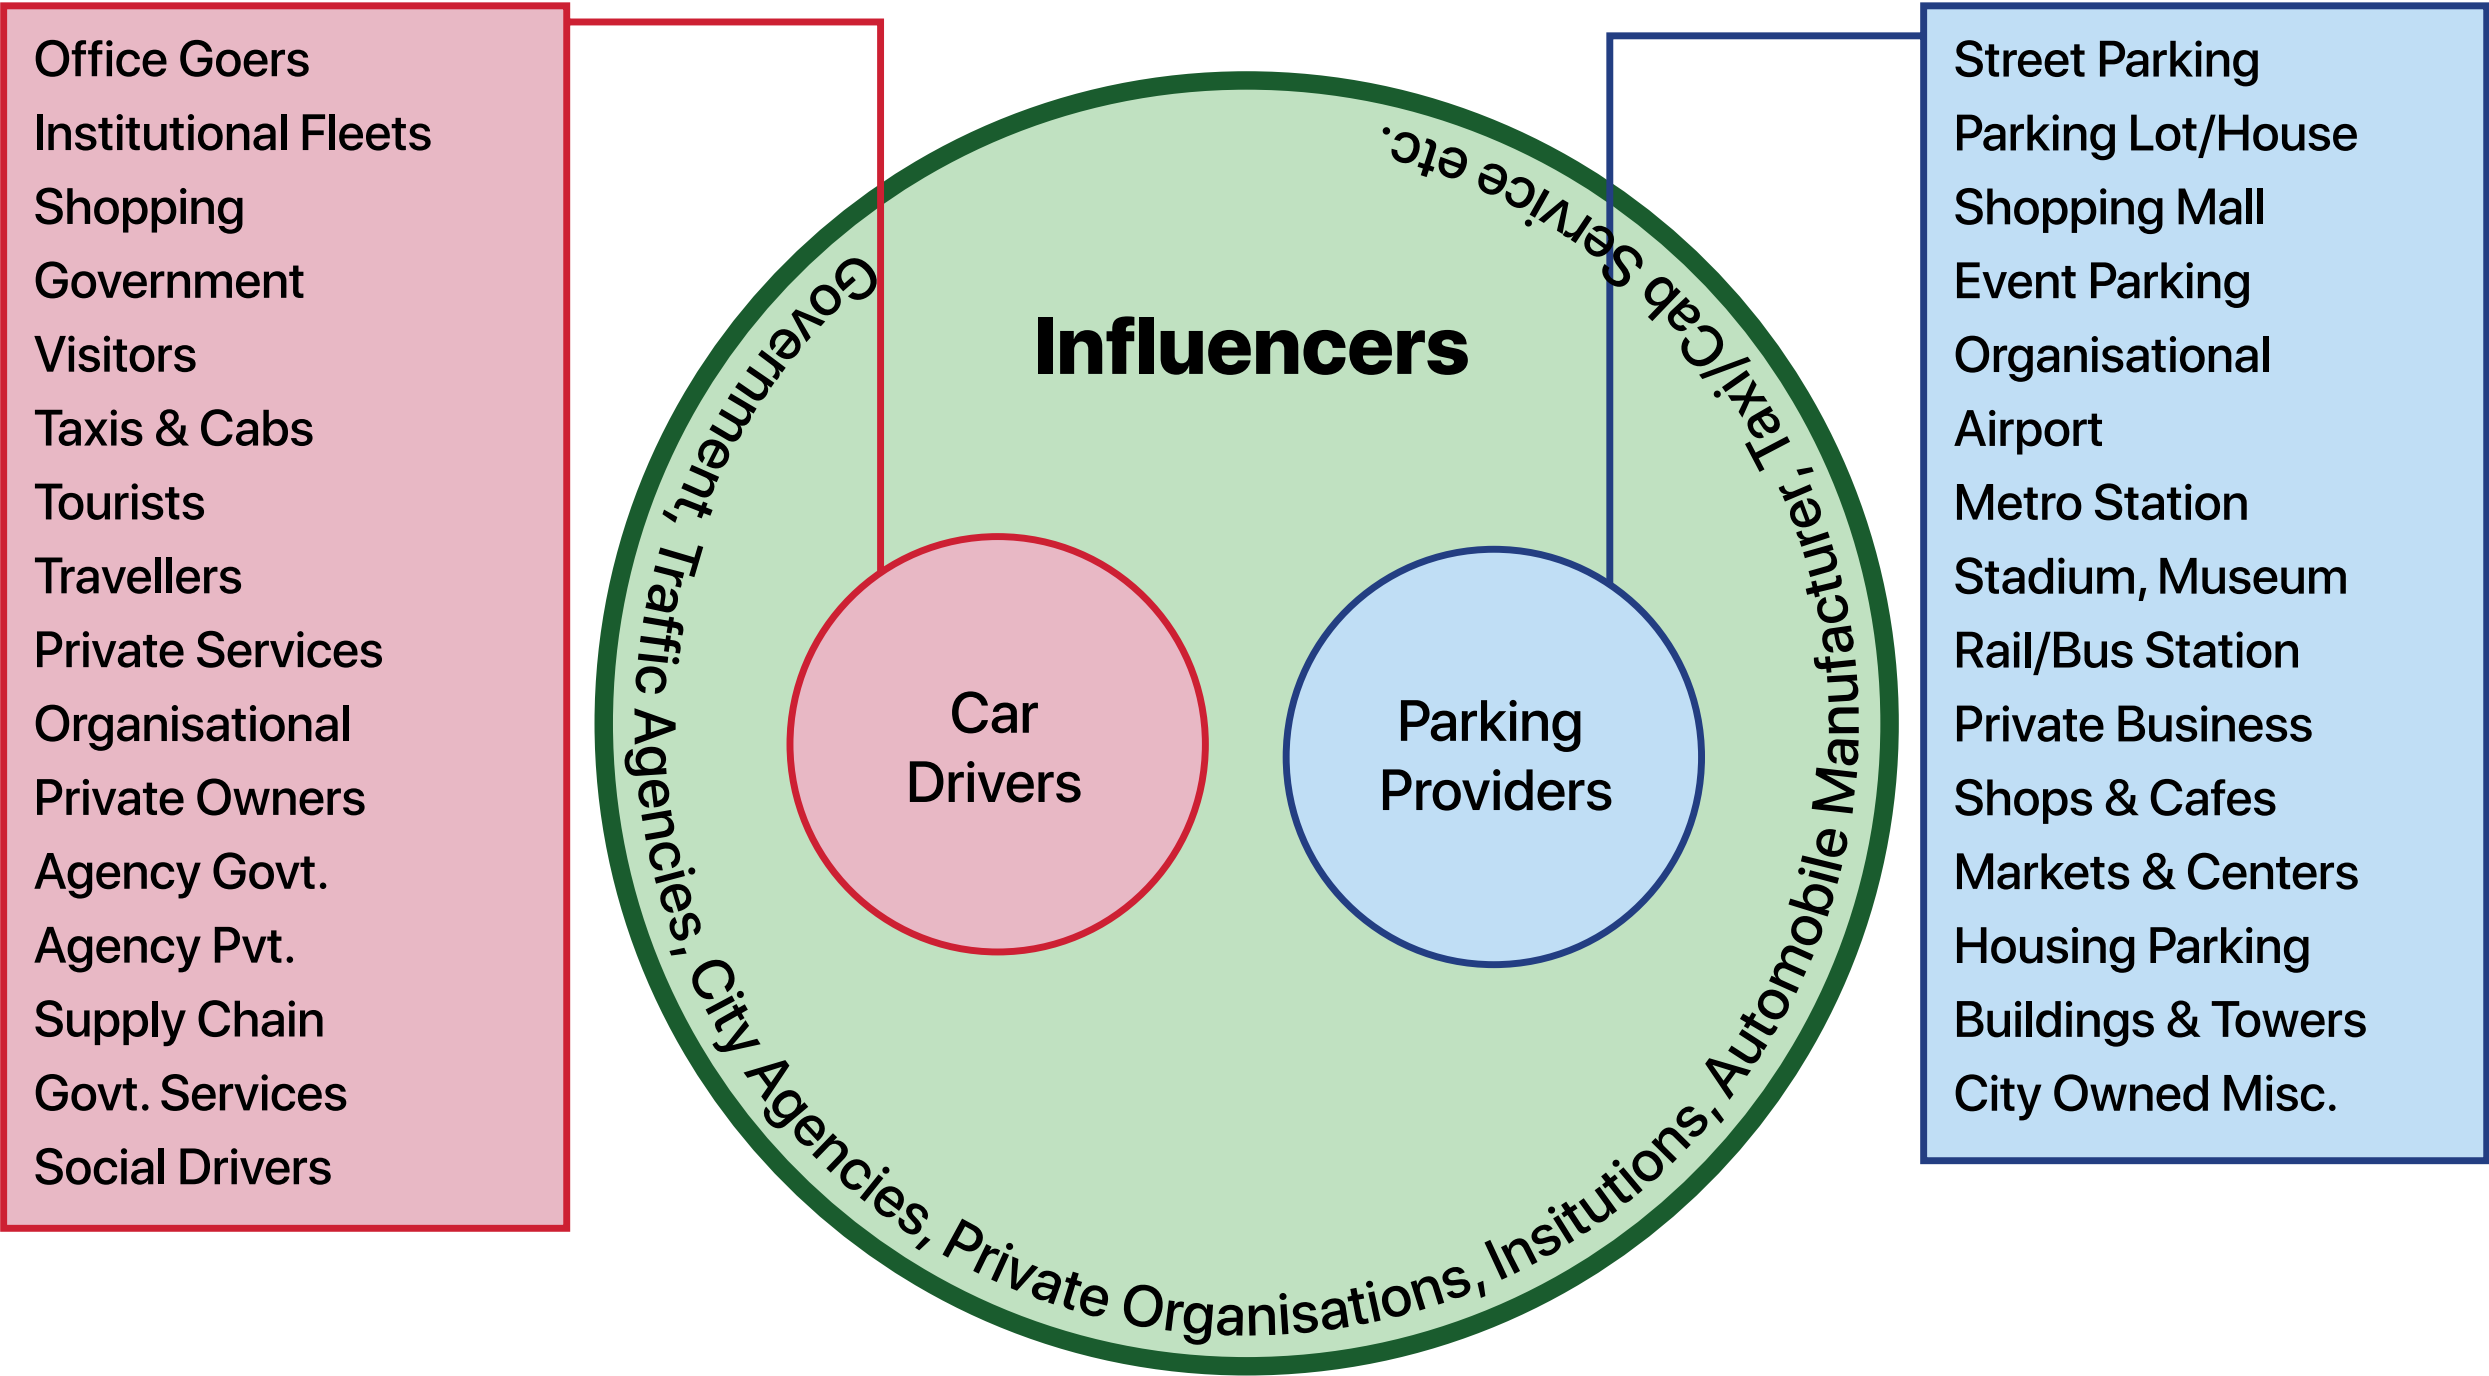 Office Goers
Institutional Fleets
Shopping
Government
Visitors
Taxis & Cabs
Tourists
Travellers
Private Services
Organisational
Private Owners
Agency Govt.
Agency Pvt.
Supply Chain
Govt. Services
Social Drivers
Influencers
Government, Traffic Agencies, City Agencies, Private Organisations, Insitutions, Automobile Manufacturer, Taxi/Cab Service etc.
Car
Drivers
Parking
Providers
Street Parking
Parking Lot/House
Shopping Mall
Event Parking
Organisational
Airport
Metro Station
Stadium, Museum
Rail/Bus Station
Private Business
Shops & Cafes
Markets & Centers
Housing Parking
Buildings & Towers
City Owned Misc.